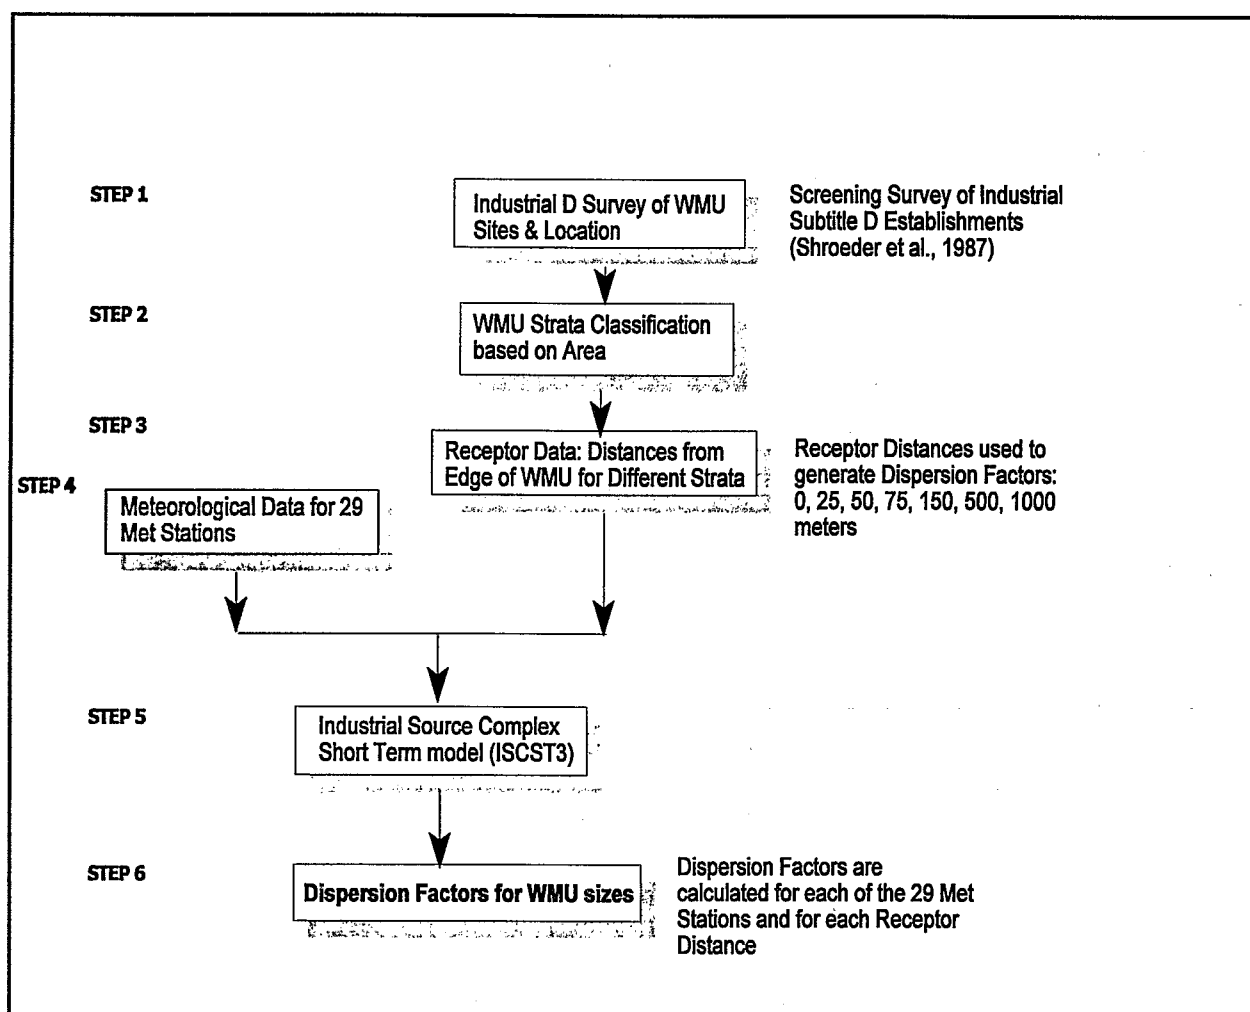 STEP 1
Industrial D Survey of WMU
Sites & Location
Screening Survey of Industrial
Subtitle D Establishments
(Shroeder et al., 1987)
STEP 2
WMU Strata Classification
based on Area
STEP 3
Receptor Data: Distances from
Edge of WMU for Different Strata
Receptor Distances used to
generate Dispersion Factors:
0, 25, 50, 75, 150, 500, 1000
meters
STEP 4
Meteorological Data for 29
Met Stations
STEP 5
Industrial Source Complex
Short Term model (ISCST3)
STEP 6
Dispersion Factors for WMU sizes
Dispersion Factors are
calculated for each of the 29 Met
Stations and for each Receptor
Distance